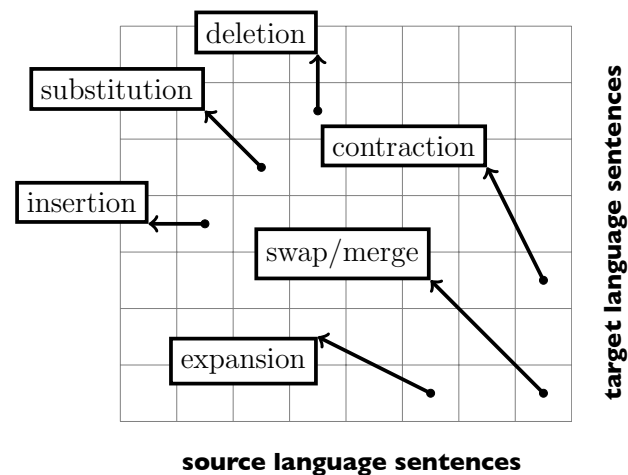 deletion
substitution
contraction
insertion
swap/merge
expansion
target language sentences
source language sentences